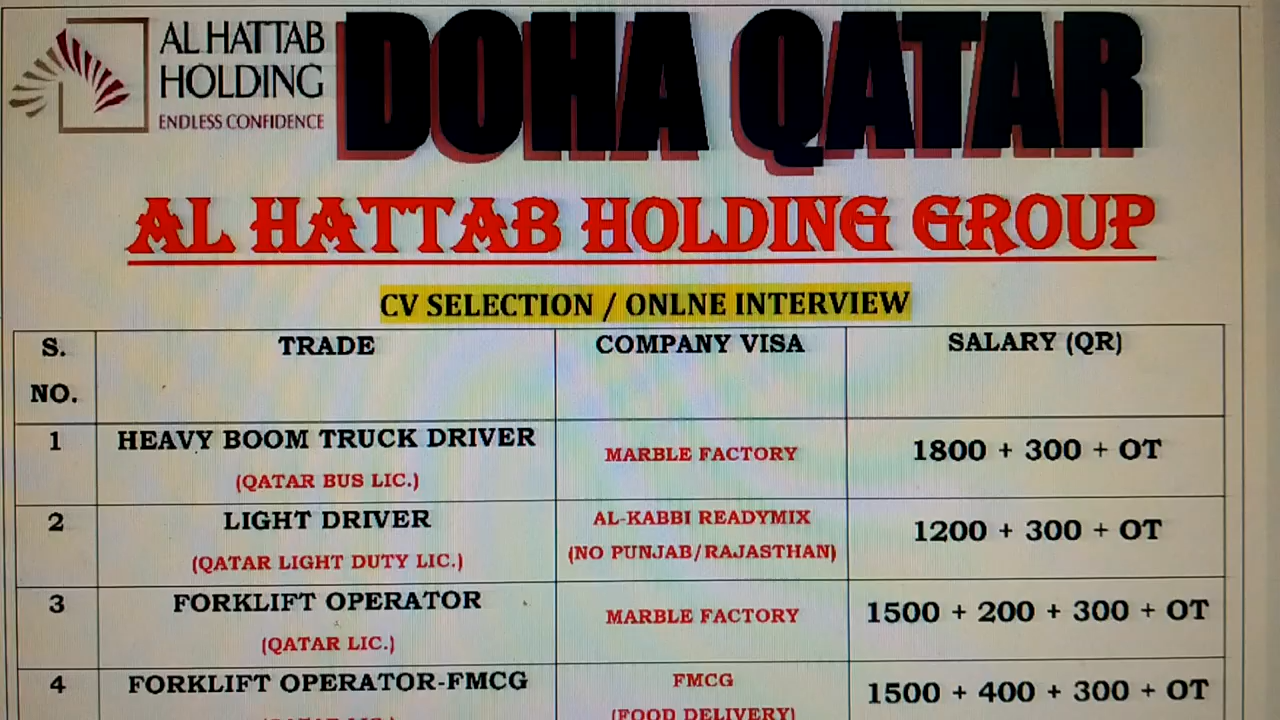 AL HATTAB
HOLDING
ENDLESS CONFIDENCE
DOHA QATAR
AL HATTAB HOLDING GROUP
CV SELECTION / ONLNE INTERVIEW
S. NO. TRADE COMPANY VISA SALARY (QR)
1 HEAVY BOOM TRUCK DRIVER MARBLE FACTORY 1800 + 300 + OT
(QATAR BUS LIC.)
2 LIGHT DRIVER AL-KABBI READYMIX 1200 + 300 + OT
(QATAR LIGHT DUTY LIC.) (NO PUNJAB/RAJASTHAN)
3 FORKLIFT OPERATOR MARBLE FACTORY 1500 + 200 + 300 + OT
(QATAR LIC.)
4 FORKLIFT OPERATOR-FMCG FMCG 1500 + 400 + 300 + OT
(FOOD DELIVERY)